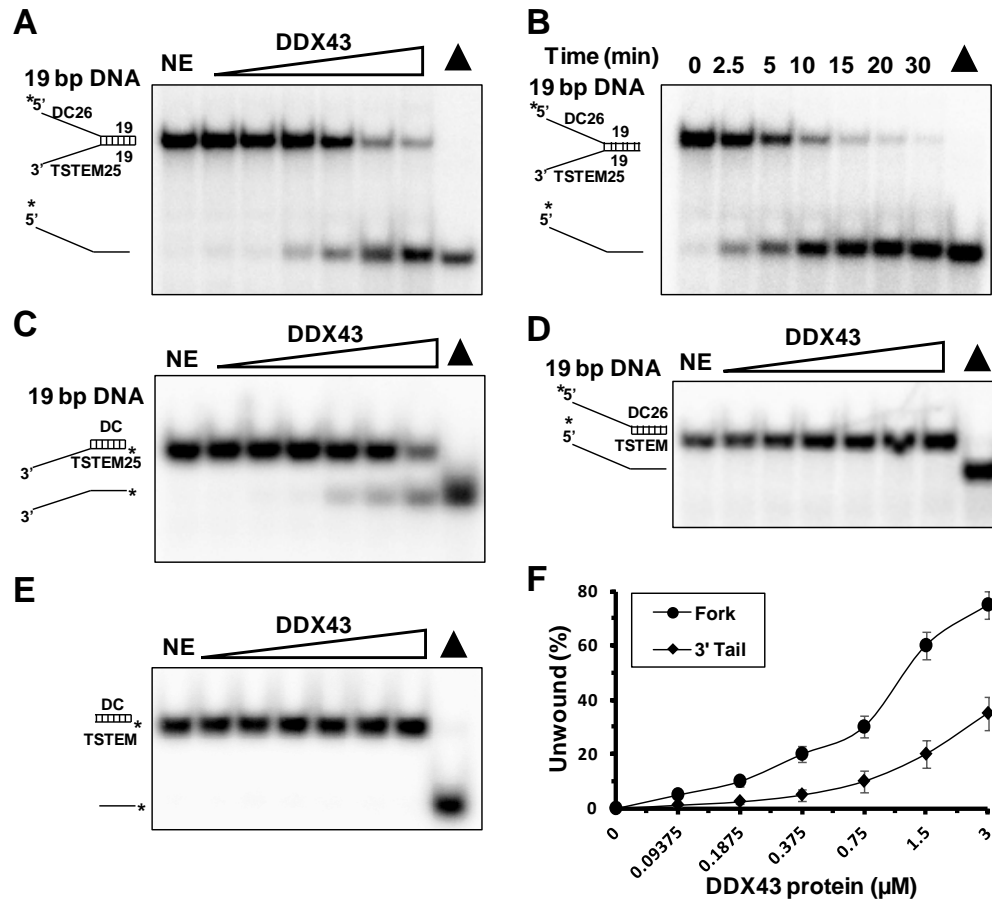 A
DDX43
NE
▲
19 bp DNA
*5' DC26
19
19
3' TSTEM25
*
5'
B
Time (min) 0 2.5 5 10 15 20 30
▲
19 bp DNA
*5' DC26
19
19
3' TSTEM25
*
5'
C
DDX43
NE
▲
19 bp DNA
DC
*
TSTEM25
3'
*
3'
D
DDX43
NE
▲
19 bp DNA
*5'
DC26
*
5'
TSTEM
E
DDX43
NE
▲
DC
*
TSTEM
*
F
Fork
3' Tail
Unwound (%)
80
60
40
20
0
0 0.09375 0.1875 0.375 0.75 1.5 3
DDX43 protein (µM)